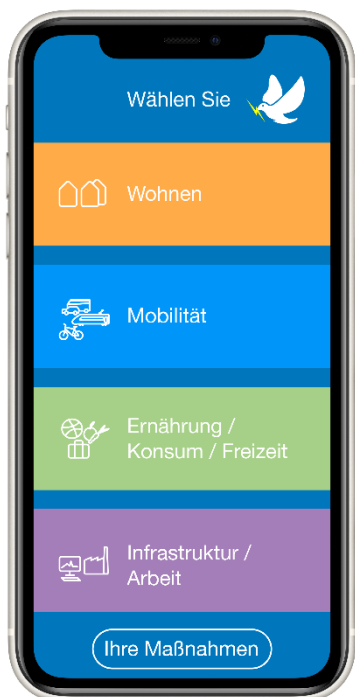 Wählen Sie
Wohnen
Mobilität
Ernährung /
Konsum / Freizeit
Infrastruktur /
Arbeit
Ihre Maßnahmen